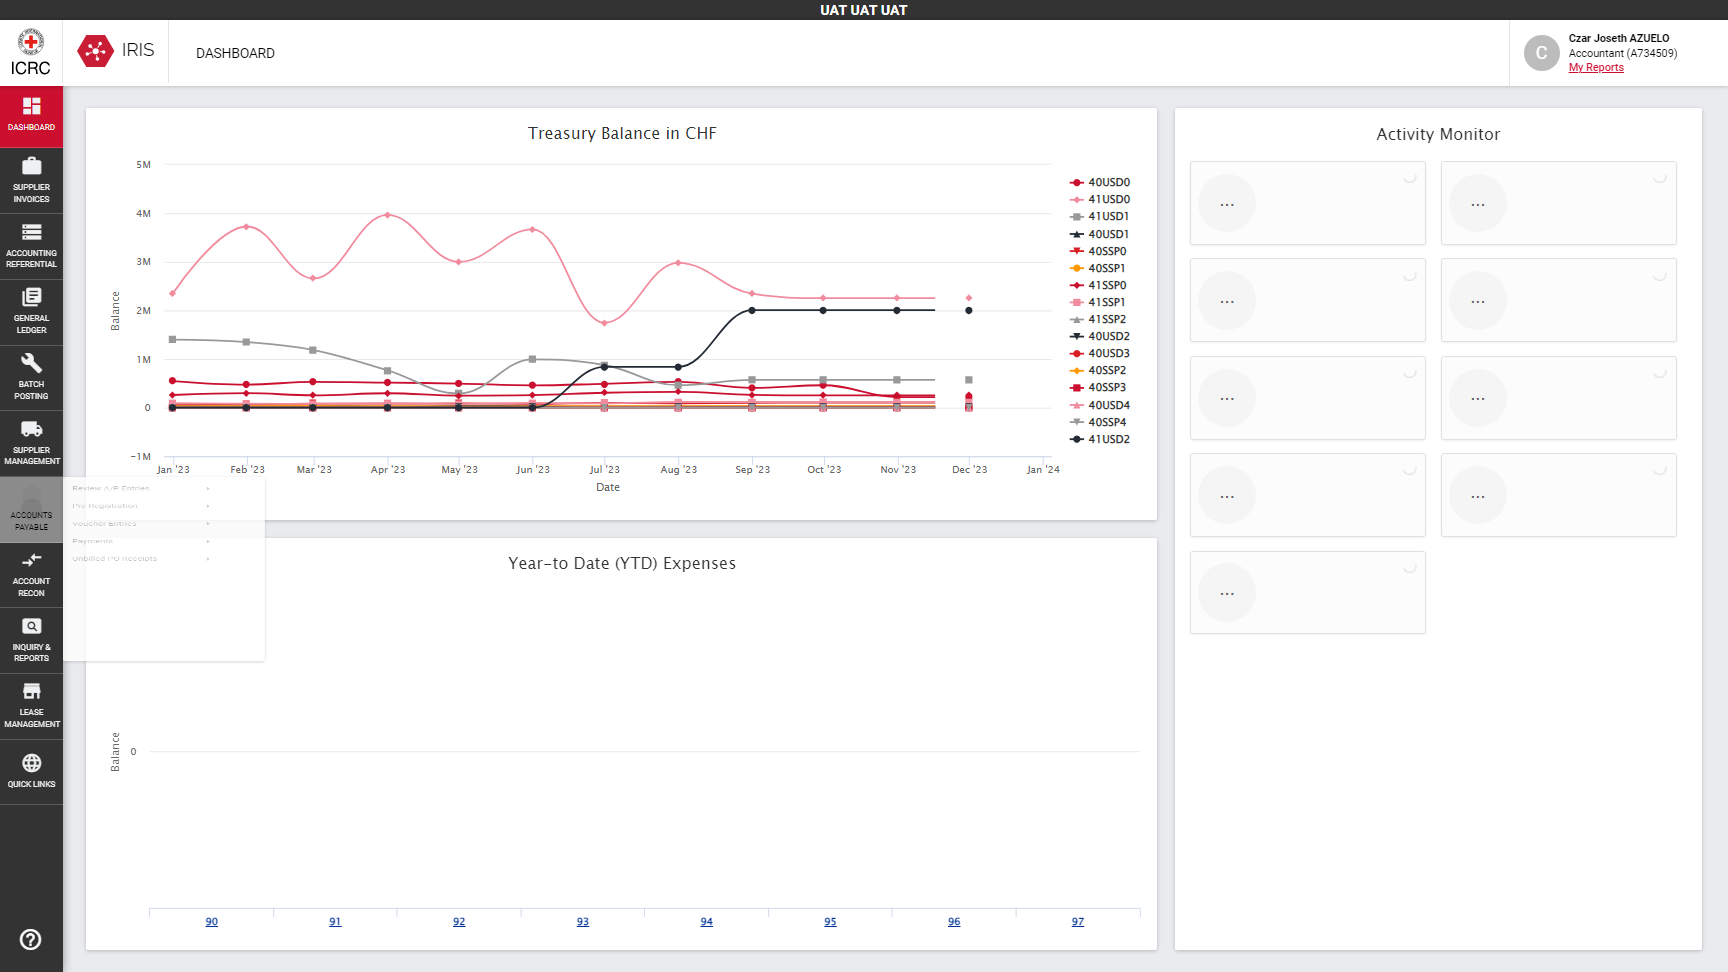 UAT UAT UAT
ICRC
IRIS
DASHBOARD
C
Czar Joseth AZUELO
Accountant (A734509)
My Reports
DASHBOARD
SUPPLIER
INVOICES
ACCOUNTING
REFERENTIAL
GENERAL
LEDGER
BATCH
POSTING
SUPPLIER
MANAGEMENT
ACCOUNTS
PAYABLE
ACCOUNT
RECON
INQUIRY &
REPORTS
LEASE
MANAGEMENT
QUICK LINKS
Review A/P Entries
Pre Registration
Voucher Entries
Payments
Unbilled PO Receipts
Treasury Balance in CHF
Balance
5M
4M
3M
2M
1M
0
-1M
Jan '23
Feb '23
Mar '23
Apr '23
May '23
Jun '23
Jul '23
Aug '23
Sep '23
Oct '23
Nov '23
Dec '23
Jan '24
Date
40USD0
41USD0
41USD1
40USD1
40SSP0
40SSP1
41SSP0
41SSP1
41SSP2
40USD2
40USD3
40SSP2
40SSP3
40USD4
40SSP4
41USD2
Year-to Date (YTD) Expenses
Balance
0
90
91
92
93
94
95
96
97
Activity Monitor
...
...
...
...
...
...
...
...
...